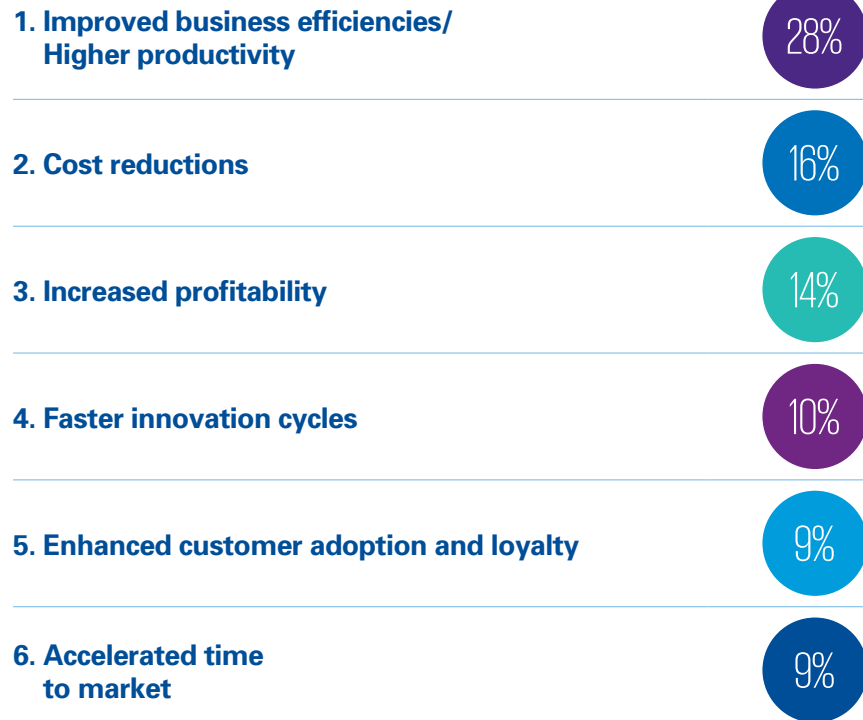 1. Improved business efficiencies/
Higher productivity
28%
2. Cost reductions
16%
3. Increased profitability
14%
4. Faster innovation cycles
10%
5. Enhanced customer adoption and loyalty
9%
6. Accelerated time
to market
9%